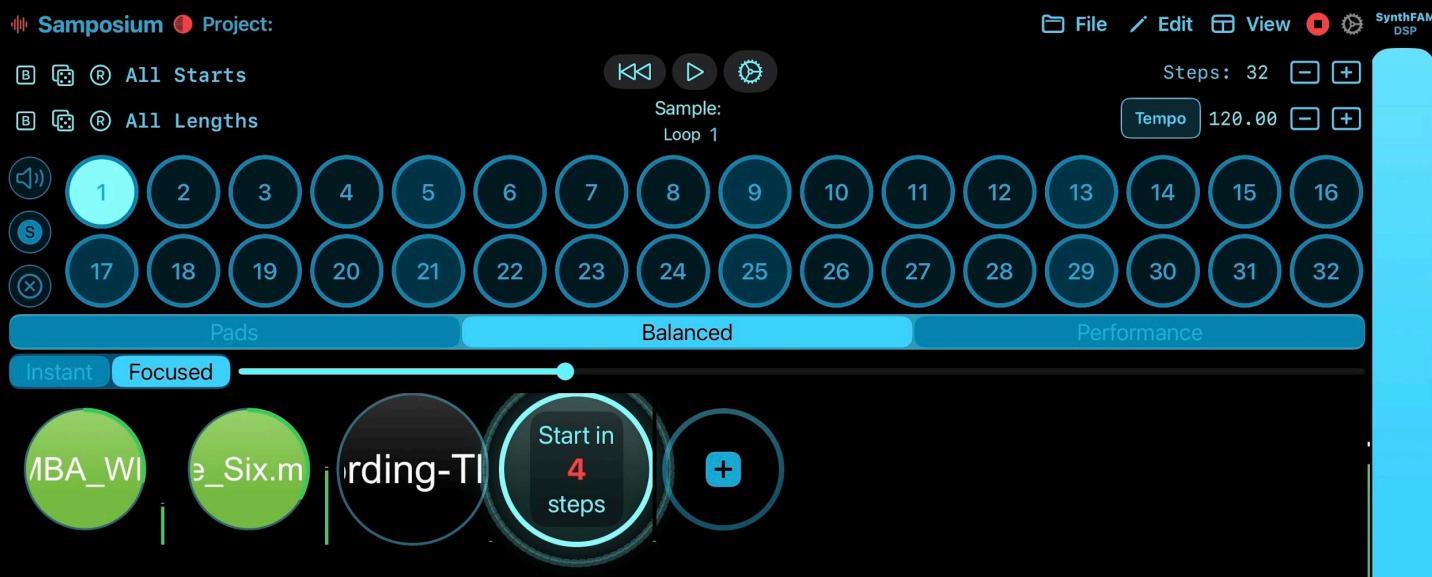 Samposium Project:
File Edit View
SynthFAM
DSP
B R All Starts
Steps: 32
B R All Lengths
Sample:
Loop 1
Tempo 120.00
1 2 3 4 5 6 7 8 9 10 11 12 13 14 15 16
S
17 18 19 20 21 22 23 24 25 26 27 28 29 30 31 32
Pads Balanced Performance
Instant Focused
MBA_WI
e_Six.m
rding-Tl
Start in
4
steps